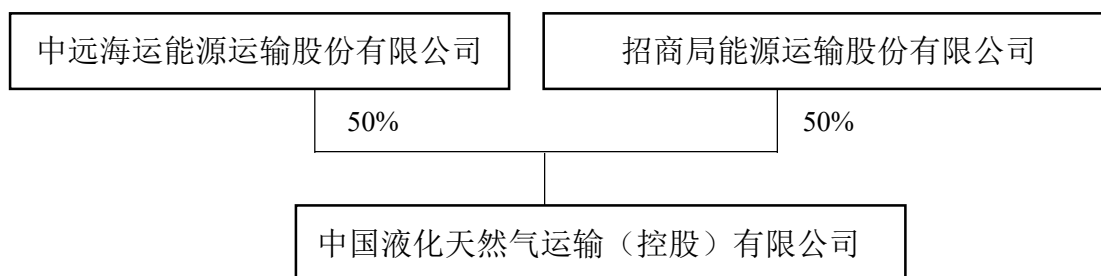 中远海运能源运输股份有限公司
招商局能源运输股份有限公司
50%
50%
中国液化天然气运输（控股）有限公司